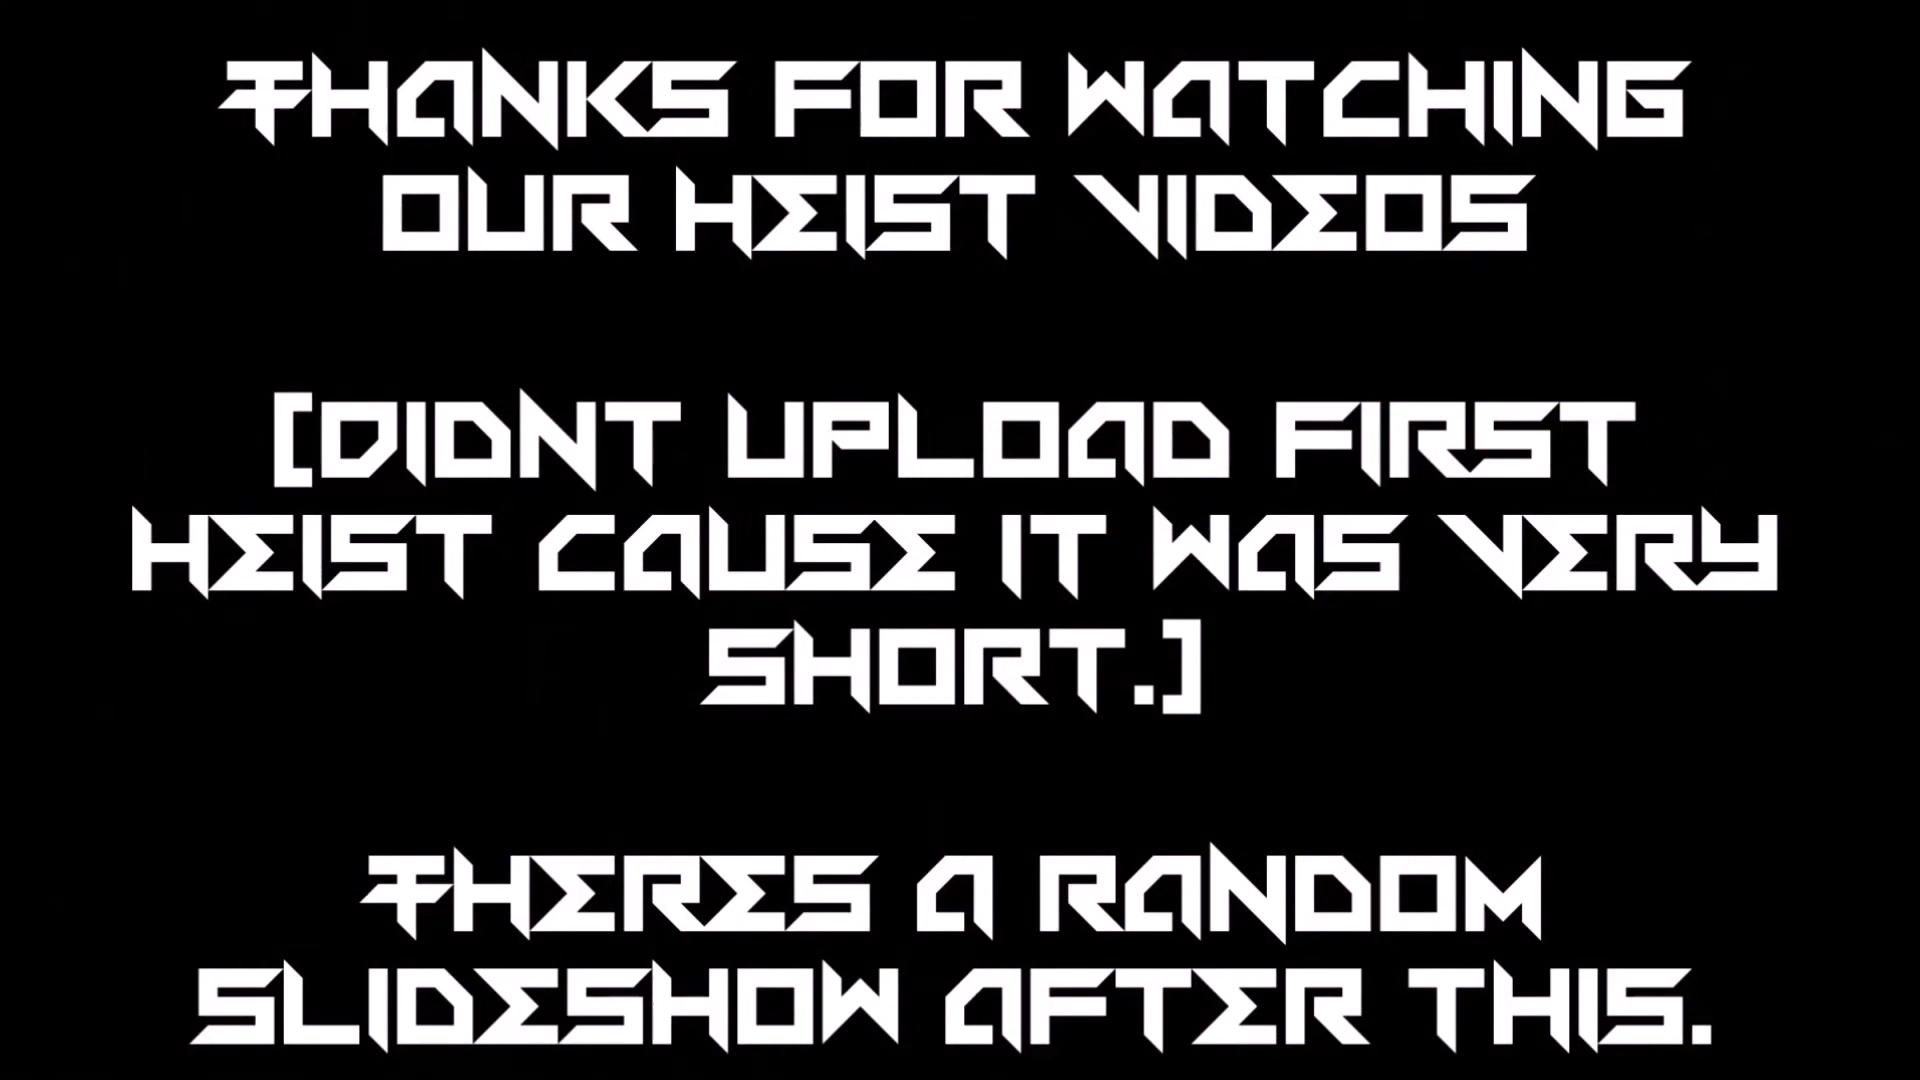 THANKS FOR WATCHING
OUR HEIST VIDEOS
[DIDNT UPLOAD FIRST
HEIST CAUSE IT WAS VERY
SHORT.]
THERES A RANDOM
SLIDESHOW AFTER THIS.